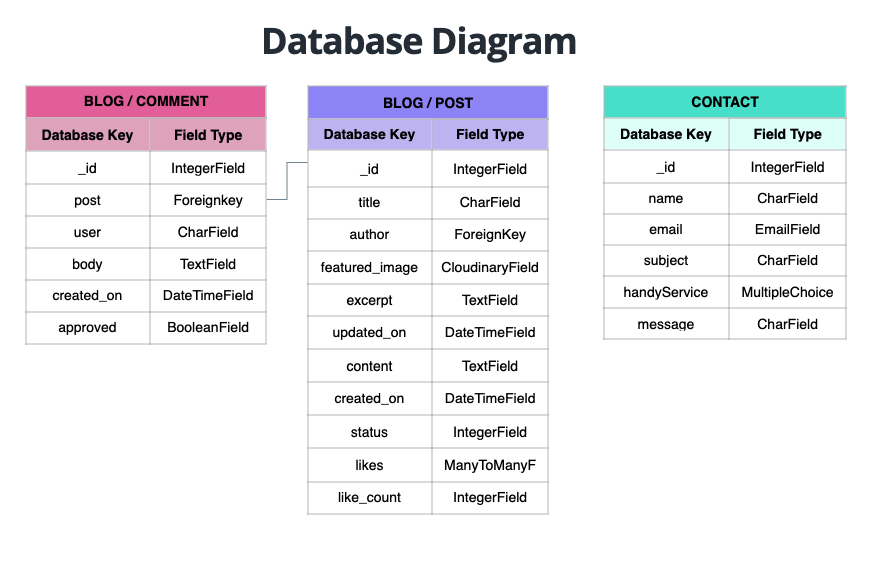 Database Diagram
BLOG / COMMENT
Database Key Field Type
_id IntegerField
post Foreignkey
user CharField
body TextField
created_on DateTimeField
approved BooleanField
BLOG / POST
Database Key Field Type
_id IntegerField
title CharField
author ForeignKey
featured_image CloudinaryField
excerpt TextField
updated_on DateTimeField
content TextField
created_on DateTimeField
status IntegerField
likes ManyToManyF
like_count IntegerField
CONTACT
Database Key Field Type
_id IntegerField
name CharField
email EmailField
subject CharField
handyService MultipleChoice
message CharField